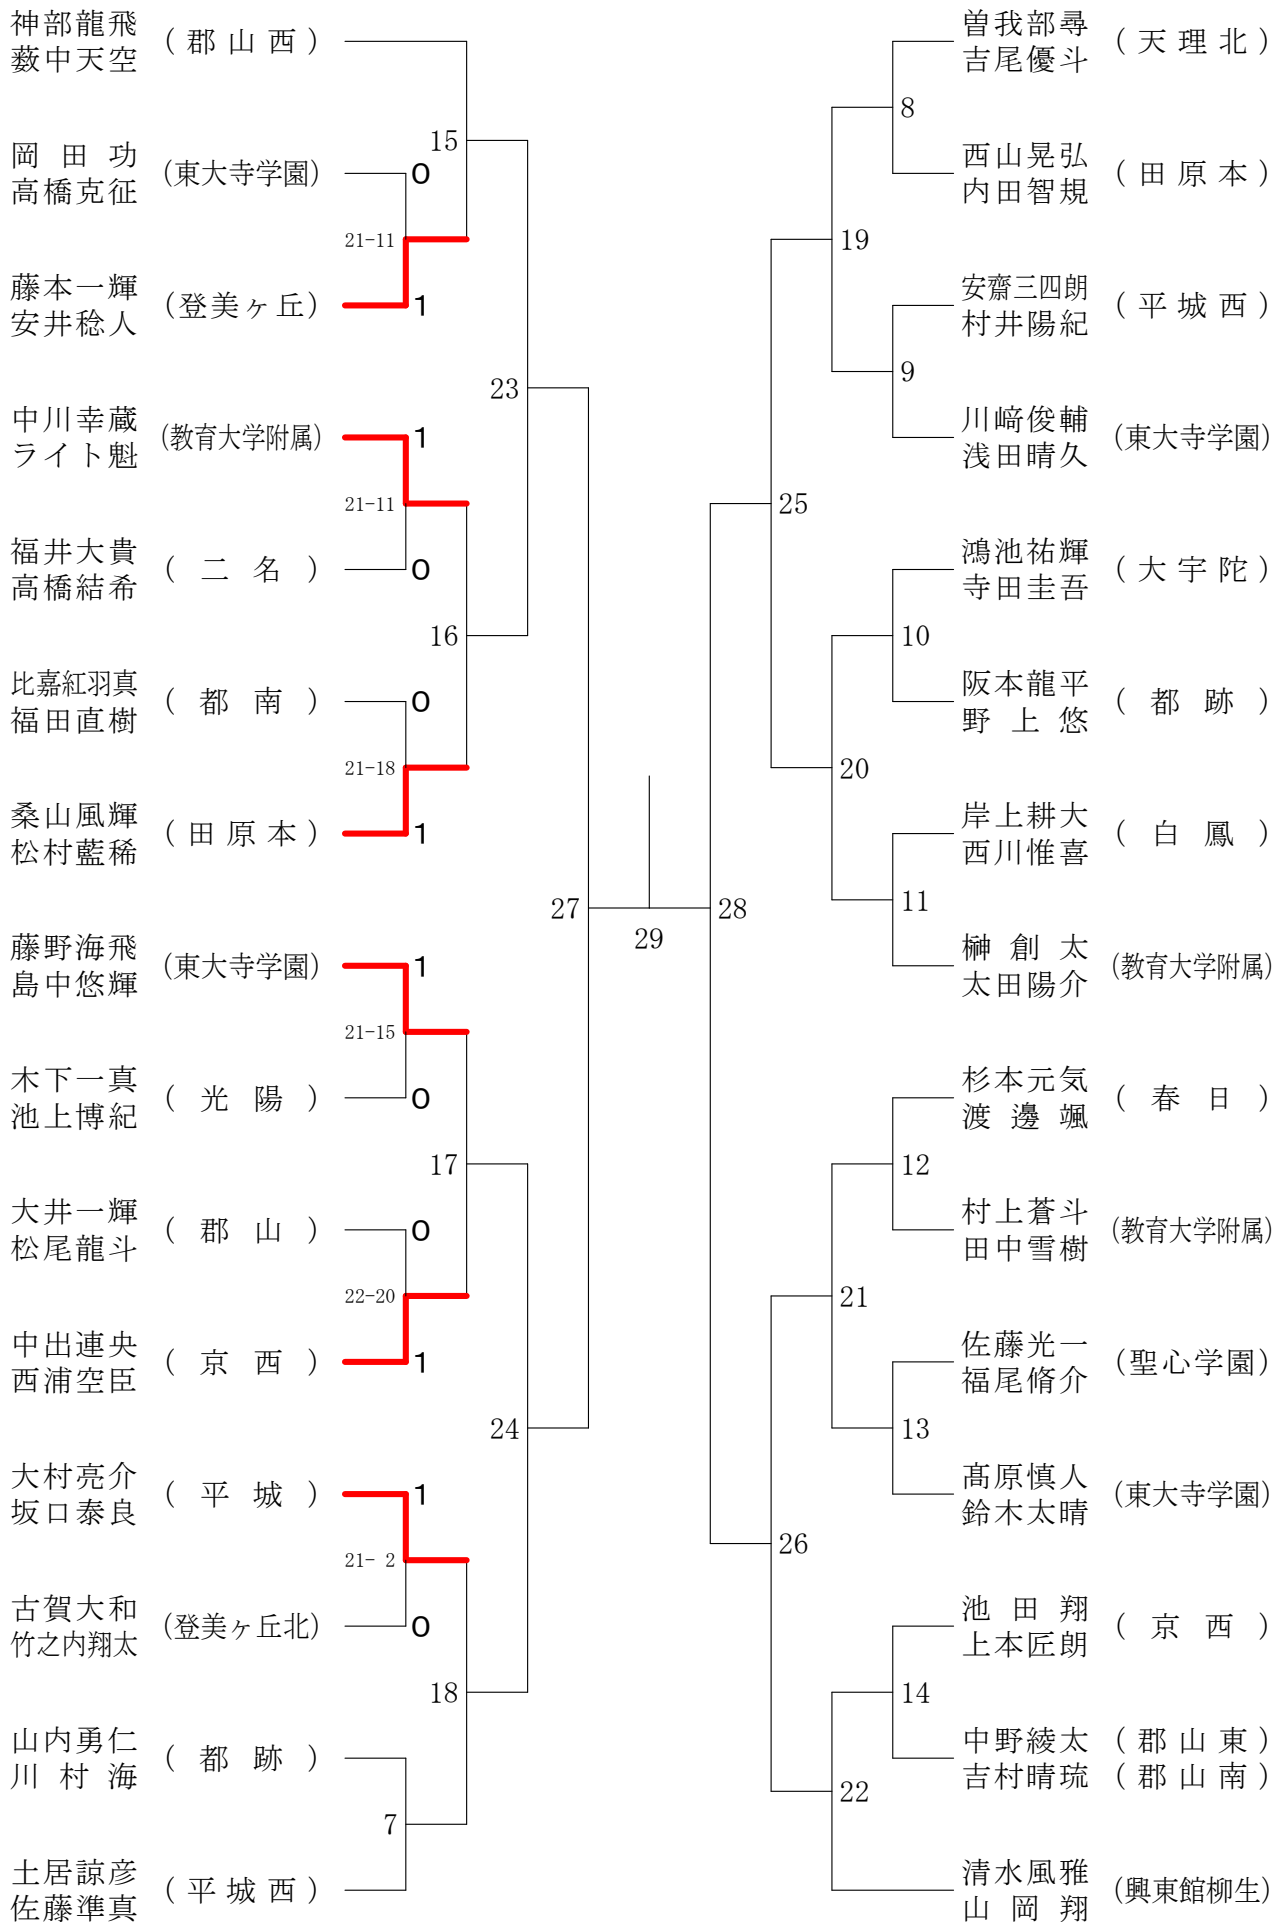 神部龍飛
藪中天空
(郡山西)
15
岡田功
高橋克征
(東大寺学園)
0
21-11
藤本一輝
安井稔人
(登美ヶ丘)
1
23
中川幸蔵
ライト魁
(教育大学附属)
1
21-11
福井大貴
高橋結希
(二名)
0
16
比嘉紅羽真
福田直樹
(都南)
0
21-18
桑山風輝
松村藍稀
(田原本)
1
27
藤野海飛
島中悠輝
(東大寺学園)
1
21-15
木下一真
池上博紀
(光陽)
0
17
大井一輝
松尾龍斗
(郡山)
0
22-20
中出連央
西浦空臣
(京西)
1
24
大村亮介
坂口泰良
(平城)
1
21- 2
古賀大和
竹之内翔太
(登美ヶ丘北)
0
18
山内勇仁
川村海
(都跡)
7
土居諒彦
佐藤準真
(平城西)
29
曽我部尋
吉尾優斗
(天理北)
8
西山晃弘
内田智規
(田原本)
19
安齋三四朗
村井陽紀
(平城西)
9
川﨑俊輔
浅田晴久
(東大寺学園)
25
鴻池祐輝
寺田圭吾
(大宇陀)
10
阪本龍平
野上悠
(都跡)
20
岸上耕大
西川惟喜
(白鳳)
11
榊創太
太田陽介
(教育大学附属)
28
杉本元気
渡邊颯
(春日)
12
村上蒼斗
田中雪樹
(教育大学附属)
21
佐藤光一
福尾脩介
(聖心学園)
13
髙原慎人
鈴木太晴
(東大寺学園)
26
池田翔
上本匠朗
(京西)
14
中野綾太
(郡山東)
吉村晴琉
(郡山南)
22
清水風雅
山岡翔
(興東館柳生)